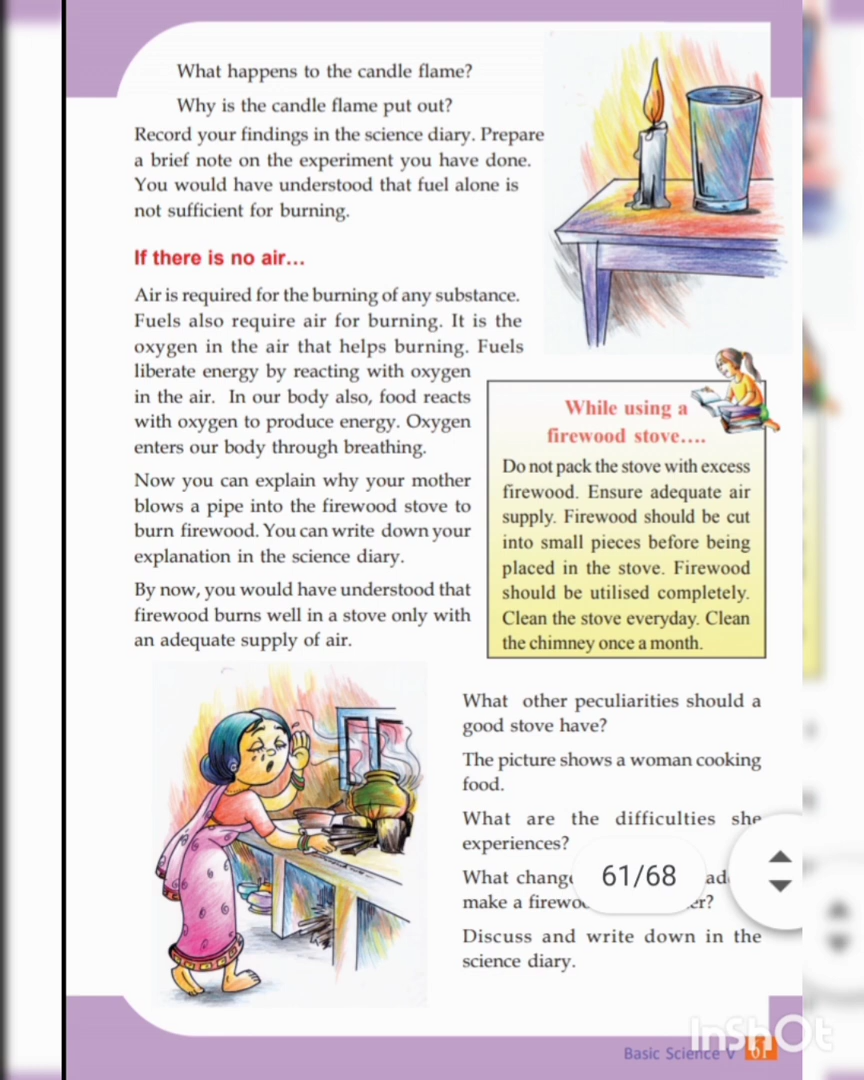 What happens to the candle flame?
Why is the candle flame put out?
Record your findings in the science diary. Prepare
a brief note on the experiment you have done.
You would have understood that fuel alone is
not sufficient for burning.
If there is no air...
Air is required for the burning of any substance.
Fuels also require air for burning. It is the
oxygen in the air that helps burning. Fuels
liberate energy by reacting with oxygen
in the air. In our body also, food reacts
with oxygen to produce energy. Oxygen
enters our body through breathing.
Now you can explain why your mother
blows a pipe into the firewood stove to
burn firewood. You can write down your
explanation in the science diary.
By now, you would have understood that
firewood burns well in a stove only with
an adequate supply of air.
While using a
firewood stove....
Do not pack the stove with excess
firewood. Ensure adequate air
supply. Firewood should be cut
into small pieces before being
placed in the stove. Firewood
should be utilised completely.
Clean the stove everyday. Clean
the chimney once a month.
What other peculiarities should a
good stove have?
The picture shows a woman cooking
food.
What are the difficulties she
experiences?
What
make a
61/68
Discuss and write down in the
science diary.
Basic Science V 61
InShOt